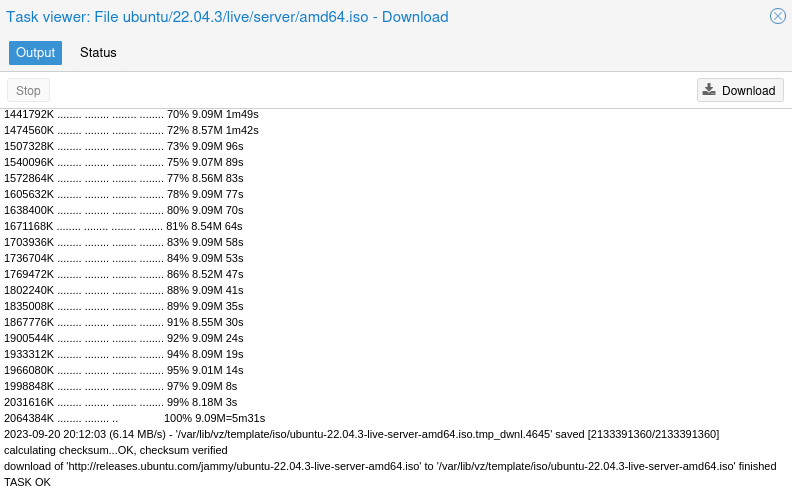 Task viewer: File ubuntu/22.04.3/live/server/amd64.iso - Download
Output Status
Stop Download
1441792K ........ ........ ........ ........ 70% 9.09M 1m49s
1474560K ........ ........ ........ ........ 72% 8.57M 1m42s
1507328K ........ ........ ........ ........ 73% 9.09M 96s
1540096K ........ ........ ........ ........ 75% 9.07M 89s
1572864K ........ ........ ........ ........ 77% 8.56M 83s
1605632K ........ ........ ........ ........ 78% 9.09M 77s
1638400K ........ ........ ........ ........ 80% 9.09M 70s
1671168K ........ ........ ........ ........ 81% 8.54M 64s
1703936K ........ ........ ........ ........ 83% 9.09M 58s
1736704K ........ ........ ........ ........ 84% 9.09M 53s
1769472K ........ ........ ........ ........ 86% 8.52M 47s
1802240K ........ ........ ........ ........ 88% 9.09M 41s
1835008K ........ ........ ........ ........ 89% 9.09M 35s
1867776K ........ ........ ........ ........ 91% 8.55M 30s
1900544K ........ ........ ........ ........ 92% 9.09M 24s
1933312K ........ ........ ........ ........ 94% 8.09M 19s
1966080K ........ ........ ........ ........ 95% 9.01M 14s
1998848K ........ ........ ........ ........ 97% 9.09M 8s
2031616K ........ ........ ........ ........ 99% 8.18M 3s
2064384K ........ ........ .. 100% 9.09M=5m31s
2023-09-20 20:12:03 (6.14 MB/s) - '/var/lib/vz/template/iso/ubuntu-22.04.3-live-server-amd64.iso.tmp_dwnl.4645' saved [2133391360/2133391360]
calculating checksum...OK, checksum verified
download of 'http://releases.ubuntu.com/jammy/ubuntu-22.04.3-live-server-amd64.iso' to '/var/lib/vz/template/iso/ubuntu-22.04.3-live-server-amd64.iso' finished
TASK OK